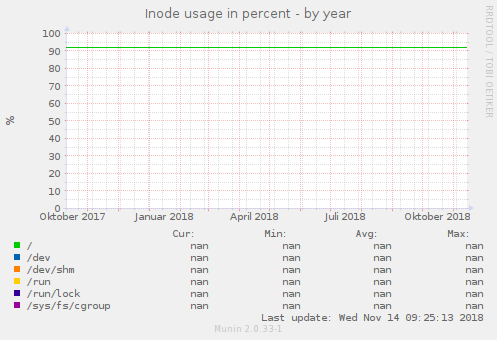 Inode usage in percent - by year
RRDTOOL / TOBI OETIKER
%
100
90
80
70
60
50
40
30
20
10
0
Oktober 2017 Januar 2018 April 2018 Juli 2018 Oktober 2018
Cur: Min: Avg: Max:
/ nan nan nan nan
/dev nan nan nan nan
/dev/shm nan nan nan nan
/run nan nan nan nan
/run/lock nan nan nan nan
/sys/fs/cgroup nan nan nan nan
Last update: Wed Nov 14 09:25:13 2018
Munin 2.0.33-1